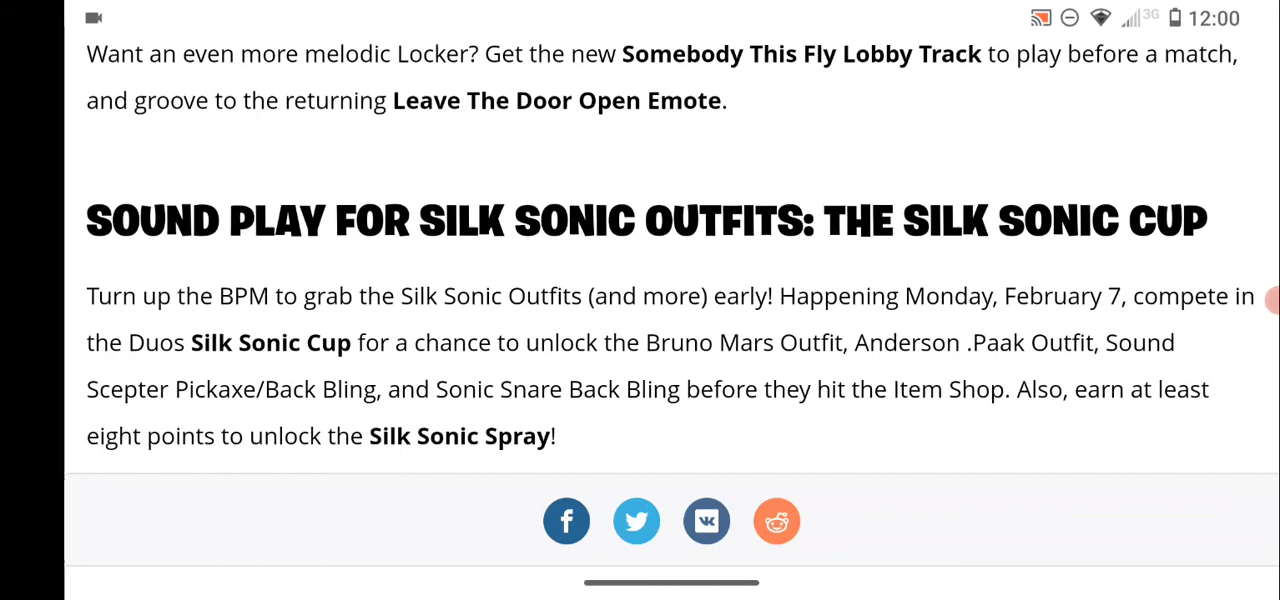 3G 12:00
Want an even more melodic Locker? Get the new Somebody This Fly Lobby Track to play before a match,
and groove to the returning Leave The Door Open Emote.
SOUND PLAY FOR SILK SONIC OUTFITS: THE SILK SONIC CUP
Turn up the BPM to grab the Silk Sonic Outfits (and more) early! Happening Monday, February 7, compete in
the Duos Silk Sonic Cup for a chance to unlock the Bruno Mars Outfit, Anderson .Paak Outfit, Sound
Scepter Pickaxe/Back Bling, and Sonic Snare Back Bling before they hit the Item Shop. Also, earn at least
eight points to unlock the Silk Sonic Spray!